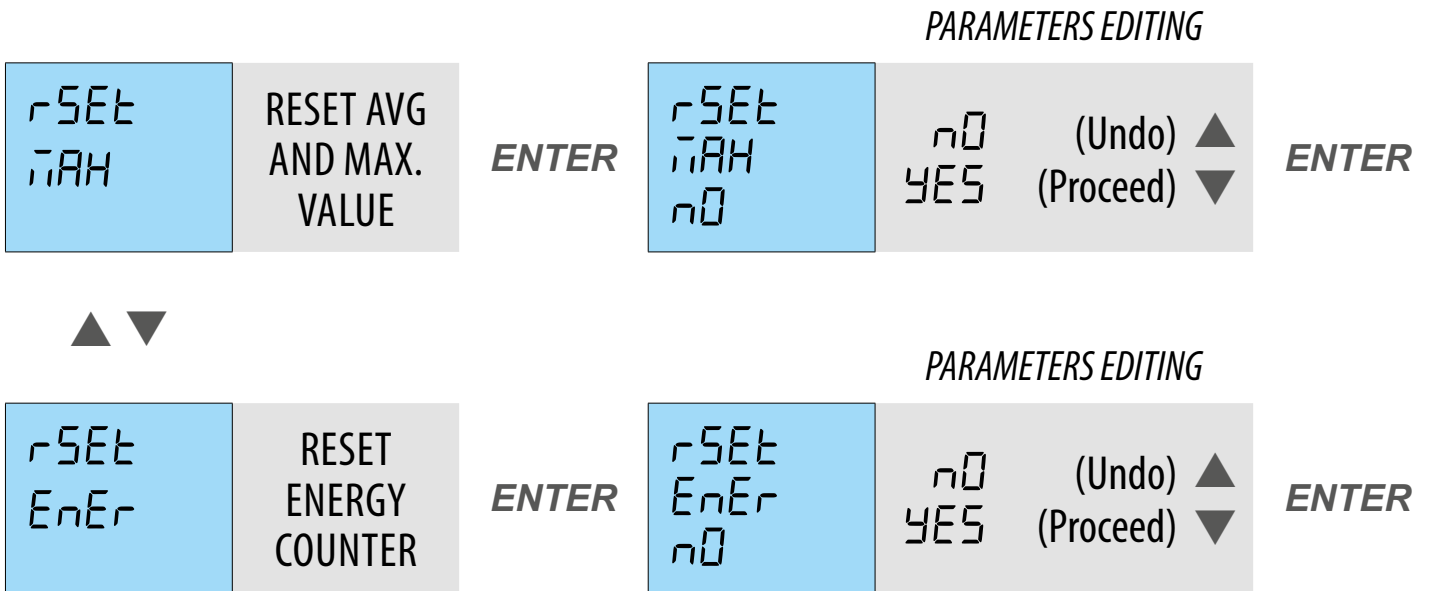 PARAMETERS EDITING
rSEt
MAH
RESET AVG
AND MAX.
VALUE
ENTER
rSEt
MAH
nO
nO (Undo) ▲
YES (Proceed) ▼
ENTER
▲ ▼
PARAMETERS EDITING
rSEt
EnEr
RESET
ENERGY
COUNTER
ENTER
rSEt
EnEr
nO
nO (Undo) ▲
YES (Proceed) ▼
ENTER